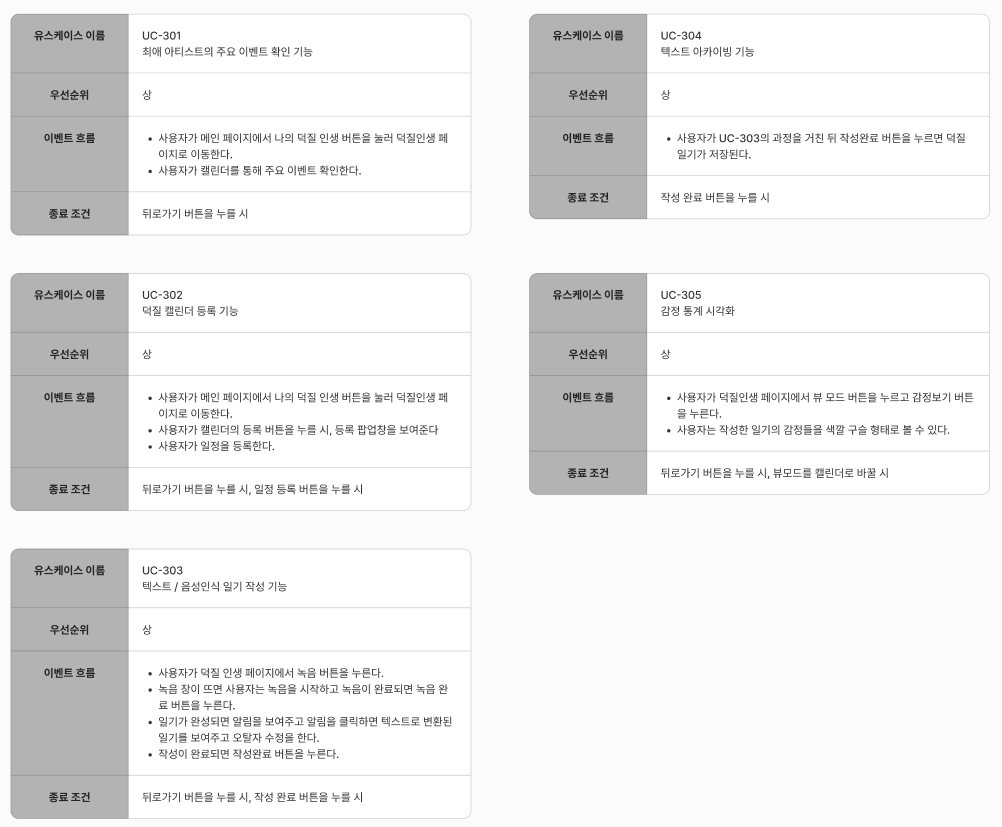 유스케이스 이름
UC-301
최애 아티스트의 주요 이벤트 확인 기능
우선순위
상
이벤트 흐름
• 사용자가 메인 페이지에서 나의 덕질 인생 버튼을 눌러 덕질인생 페
이지로 이동한다.
• 사용자가 캘린더를 통해 주요 이벤트 확인한다.
종료 조건
뒤로가기 버튼을 누를 시
유스케이스 이름
UC-302
덕질 캘린더 등록 기능
우선순위
상
이벤트 흐름
• 사용자가 메인 페이지에서 나의 덕질 인생 버튼을 눌러 덕질인생 페
이지로 이동한다.
• 사용자가 캘린더의 등록 버튼을 누를 시, 등록 팝업창을 보여준다
• 사용자가 일정을 등록한다.
종료 조건
뒤로가기 버튼을 누를 시, 일정 등록 버튼을 누를 시
유스케이스 이름
UC-303
텍스트 / 음성인식 일기 작성 기능
우선순위
상
이벤트 흐름
• 사용자가 덕질 인생 페이지에서 녹음 버튼을 누른다.
• 녹음 창이 뜨면 사용자는 녹음을 시작하고 녹음이 완료되면 녹음 완
료 버튼을 누른다.
• 일기가 완성되면 알림을 보여주고 알림을 클릭하면 텍스트로 변환된
일기를 보여주고 오탈자 수정을 한다.
• 작성이 완료되면 작성완료 버튼을 누른다.
종료 조건
뒤로가기 버튼을 누를 시, 작성 완료 버튼을 누를 시
유스케이스 이름
UC-304
텍스트 아카이빙 기능
우선순위
상
이벤트 흐름
• 사용자가 UC-303의 과정을 거친 뒤 작성완료 버튼을 누르면 덕질
일기가 저장된다.
종료 조건
작성 완료 버튼을 누를 시
유스케이스 이름
UC-305
감정 통계 시각화
우선순위
상
이벤트 흐름
• 사용자가 덕질인생 페이지에서 뷰 모드 버튼을 누르고 감정보기 버튼
을 누른다.
• 사용자는 작성한 일기의 감정들을 색깔 구슬 형태로 볼 수 있다.
종료 조건
뒤로가기 버튼을 누를 시, 뷰모드를 캘린더로 바꿀 시